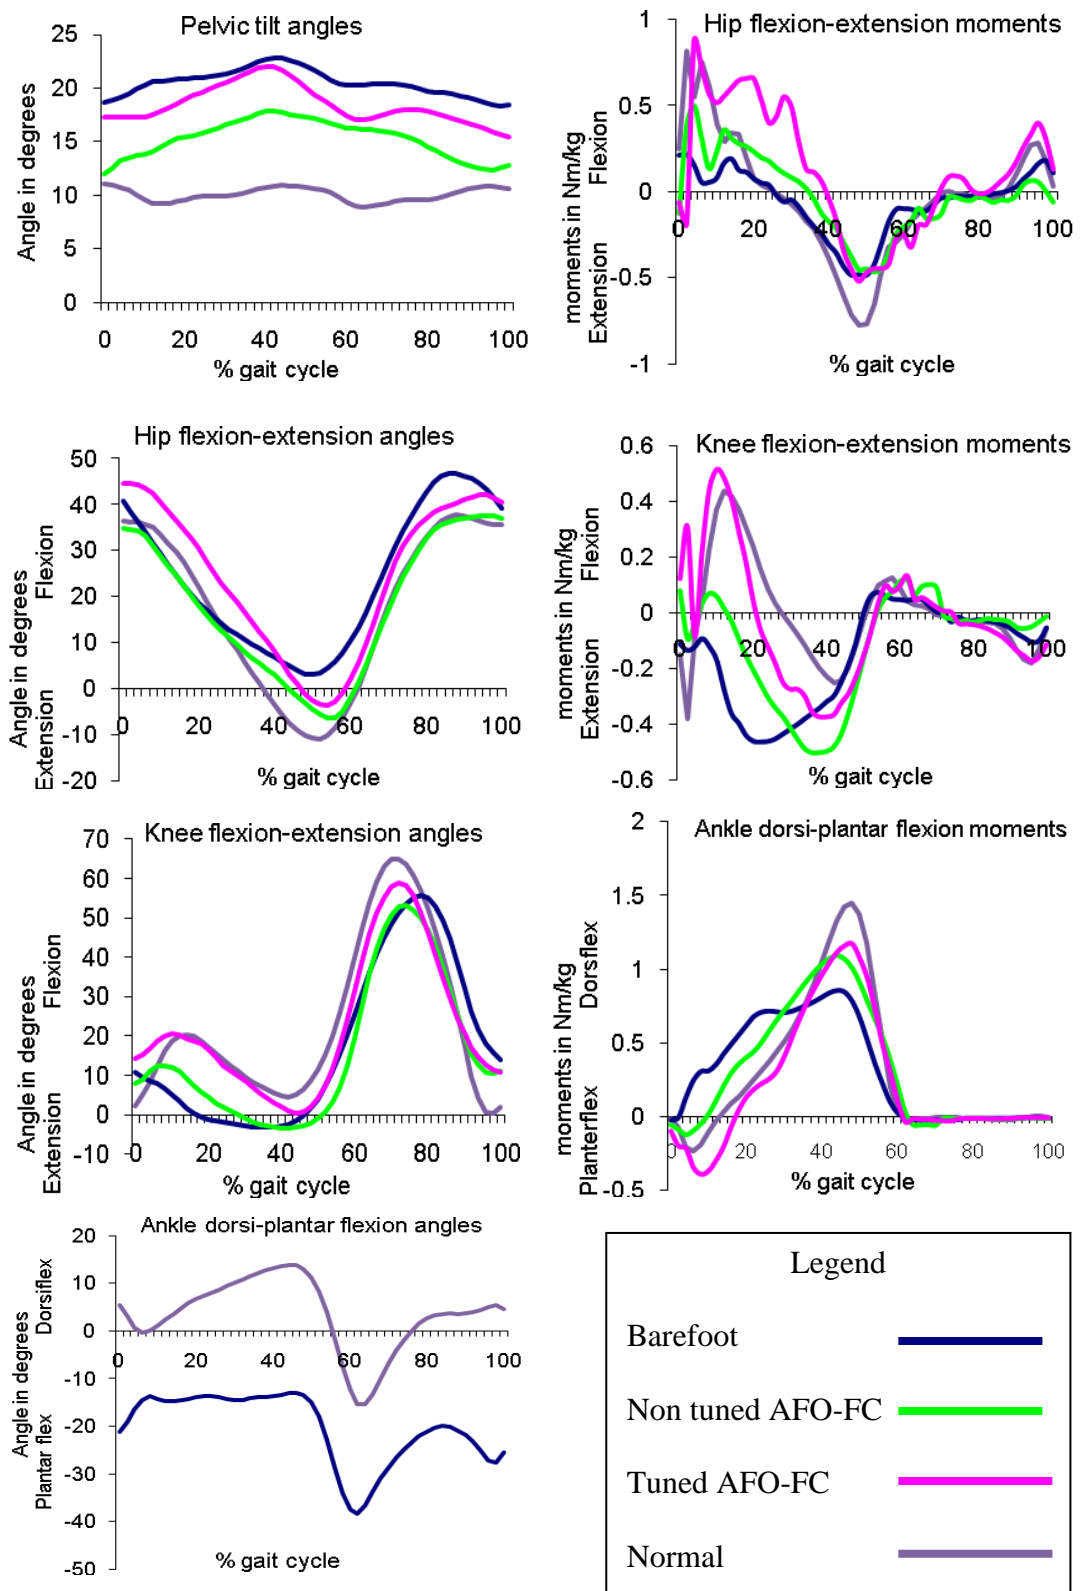 Pelvic tilt angles
25
20
15
10
5
0
0 20 40 60 80 100
Angle in degrees
% gait cycle
Hip flexion-extension moments
1
0.5
0
-0.5
-1
0 20 40 60 80 100
moments in Nm/kg
Extension Flexion
% gait cycle
Hip flexion-extension angles
50
40
30
20
10
0
-10
-20
0 20 40 60 80 100
Angle in degrees
Extension Flexion
% gait cycle
Knee flexion-extension moments
0.6
0.4
0.2
0
-0.2
-0.4
-0.6
0 20 40 60 80 100
moments in Nm/kg
Extension Flexion
% gait cycle
Knee flexion-extension angles
70
60
50
40
30
20
10
0
-10
0 20 40 60 80 100
Angle in degrees
Extension Flexion
% gait cycle
Ankle dorsi-plantar flexion moments
2
1.5
1
0.5
0
-0.5
0 20 40 60 80 100
moments in Nm/kg
Planterflex Dorsflex
% gait cycle
Ankle dorsi-plantar flexion angles
20
10
0
-10
-20
-30
-40
-50
0 20 40 60 80 100
Angle in degrees
Plantar flex Dorsiflex
% gait cycle
Legend
Barefoot
Non tuned AFO-FC
Tuned AFO-FC
Normal